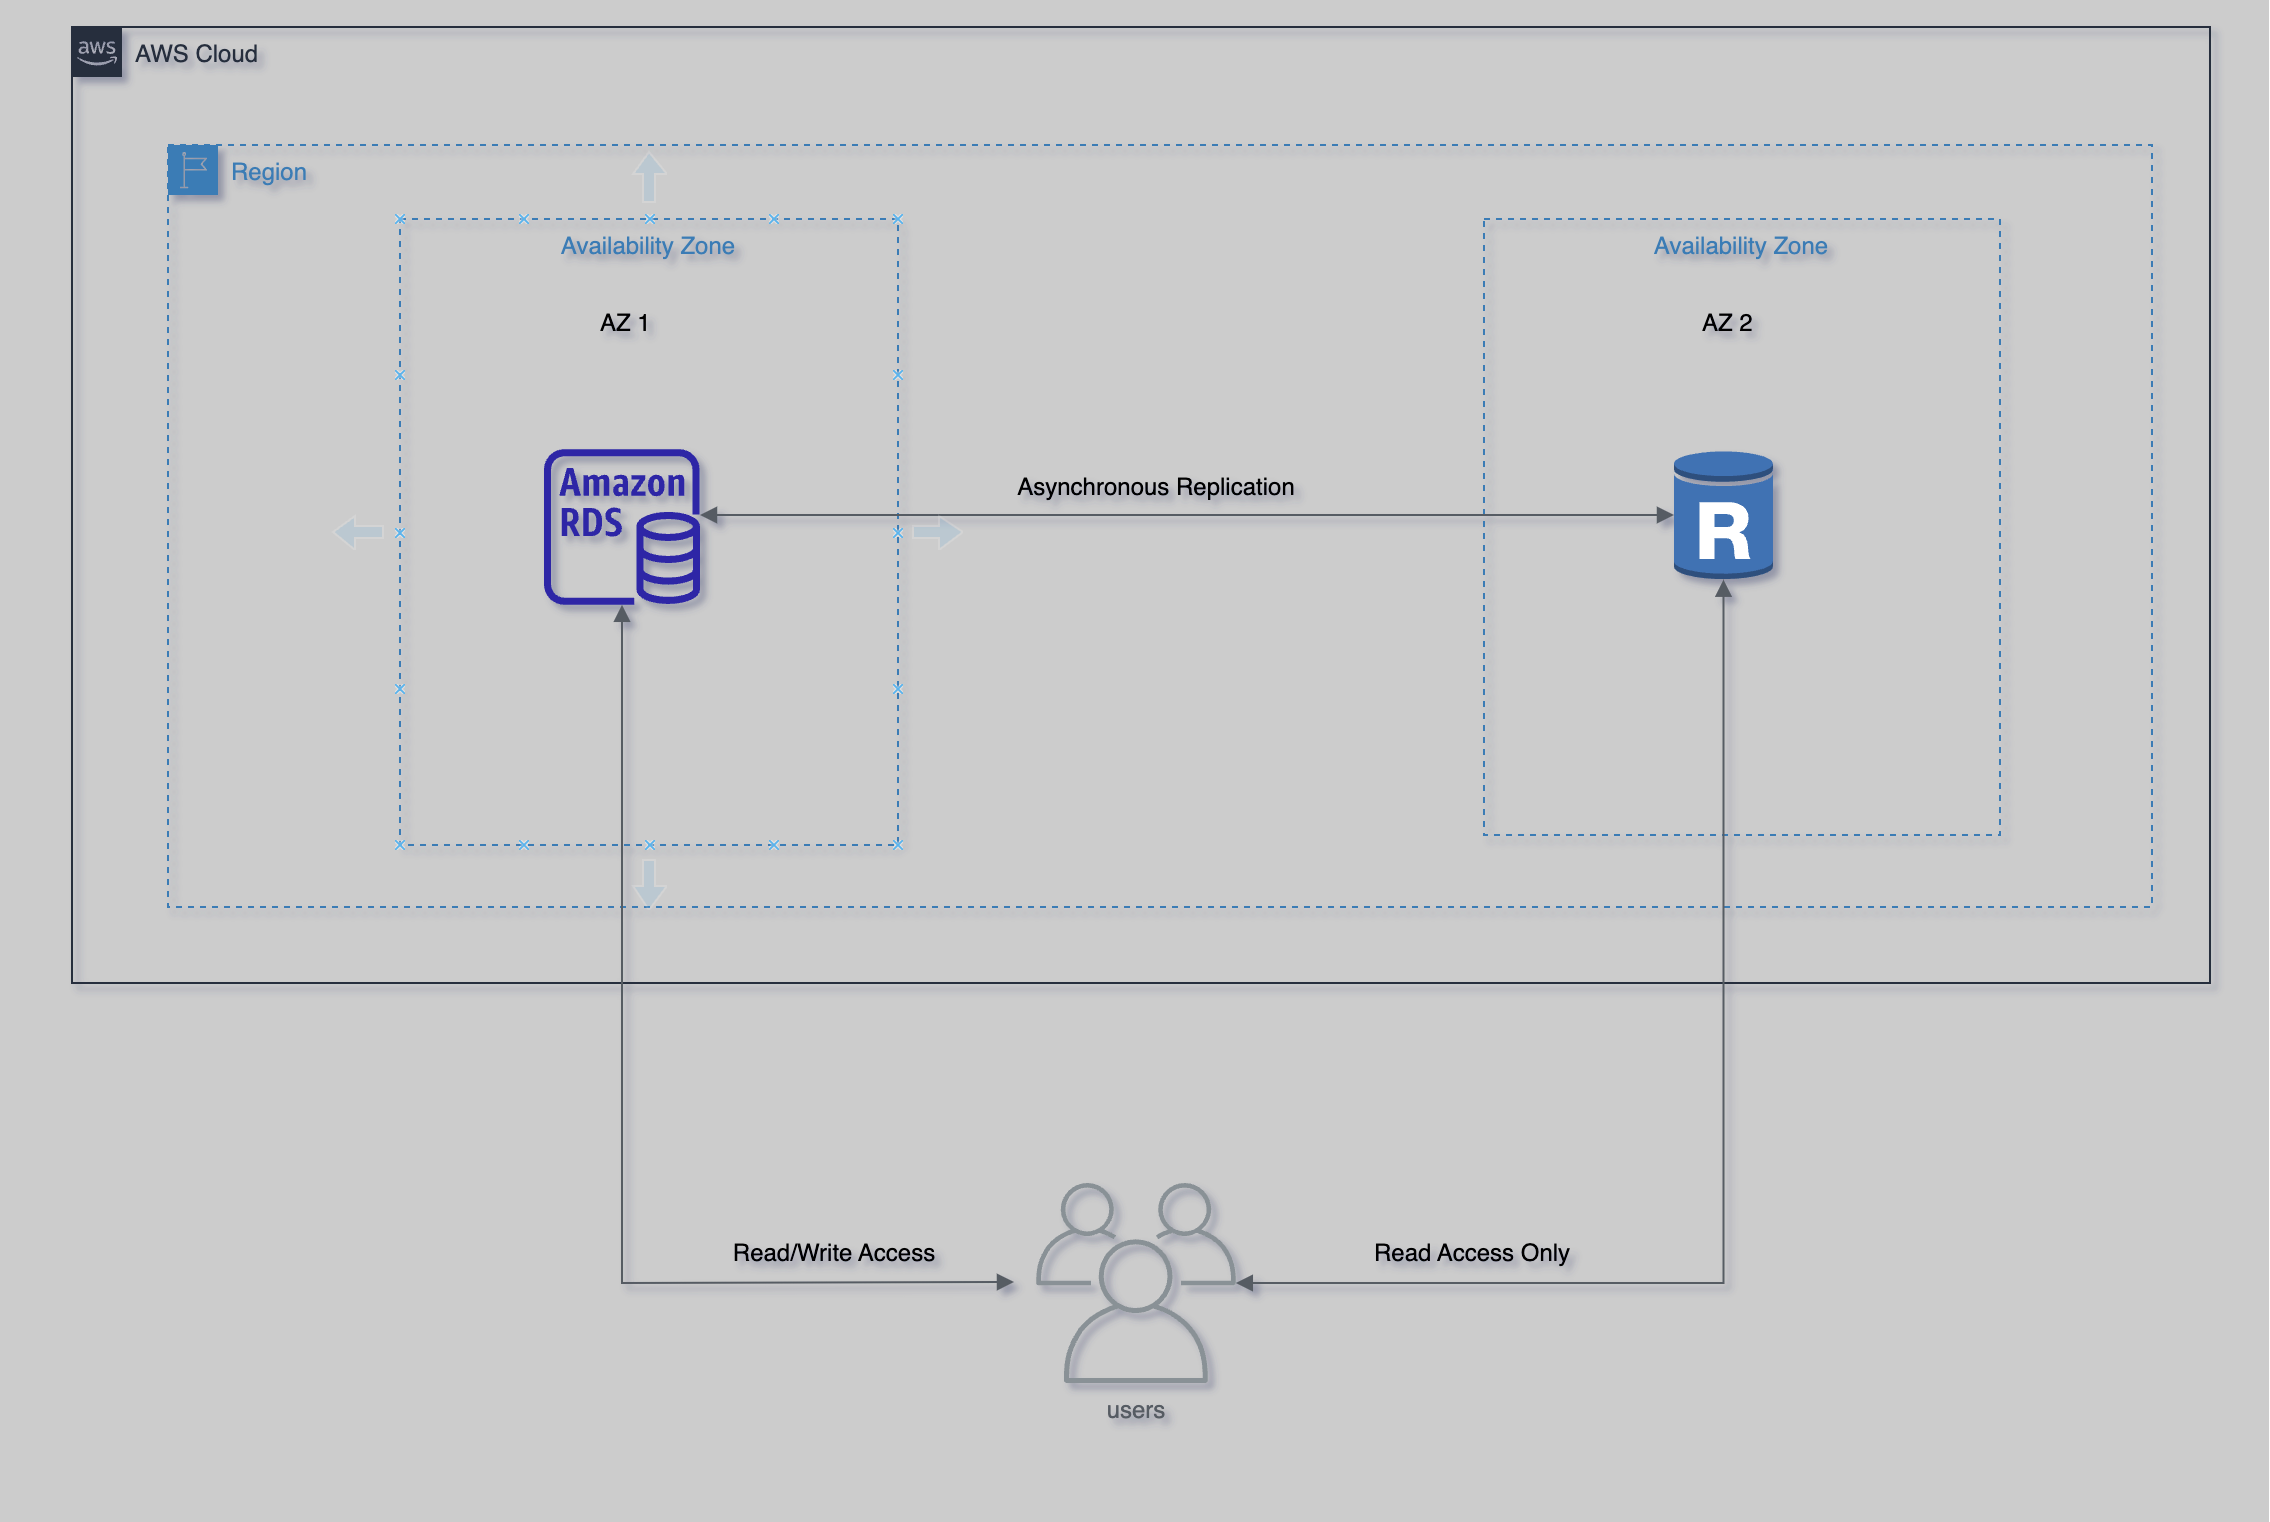 aws
AWS Cloud
Region
Availability Zone
AZ 1
Availability Zone
AZ 2
Amazon
RDS
Asynchronous Replication
R
Read/Write Access
Read Access Only
users